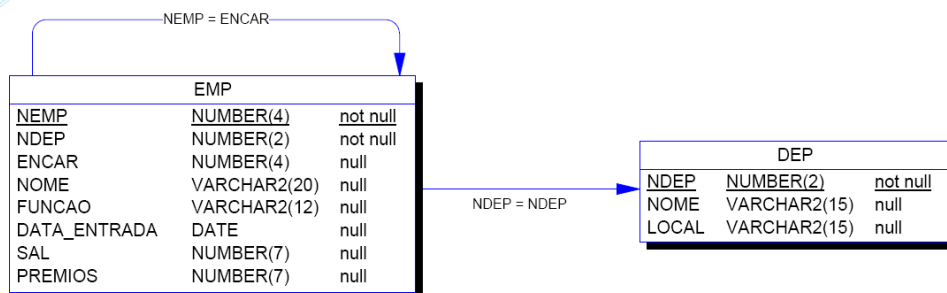 NEMP = ENCAR
EMP
NEMP NUMBER(4) not null
NDEP NUMBER(2) not null
ENCAR NUMBER(4) null
NOME VARCHAR2(20) null
FUNCAO VARCHAR2(12) null
DATA_ENTRADA DATE null
SAL NUMBER(7) null
PREMIOS NUMBER(7) null
NDEP = NDEP
DEP
NDEP NUMBER(2) not null
NOME VARCHAR2(15) null
LOCAL VARCHAR2(15) null